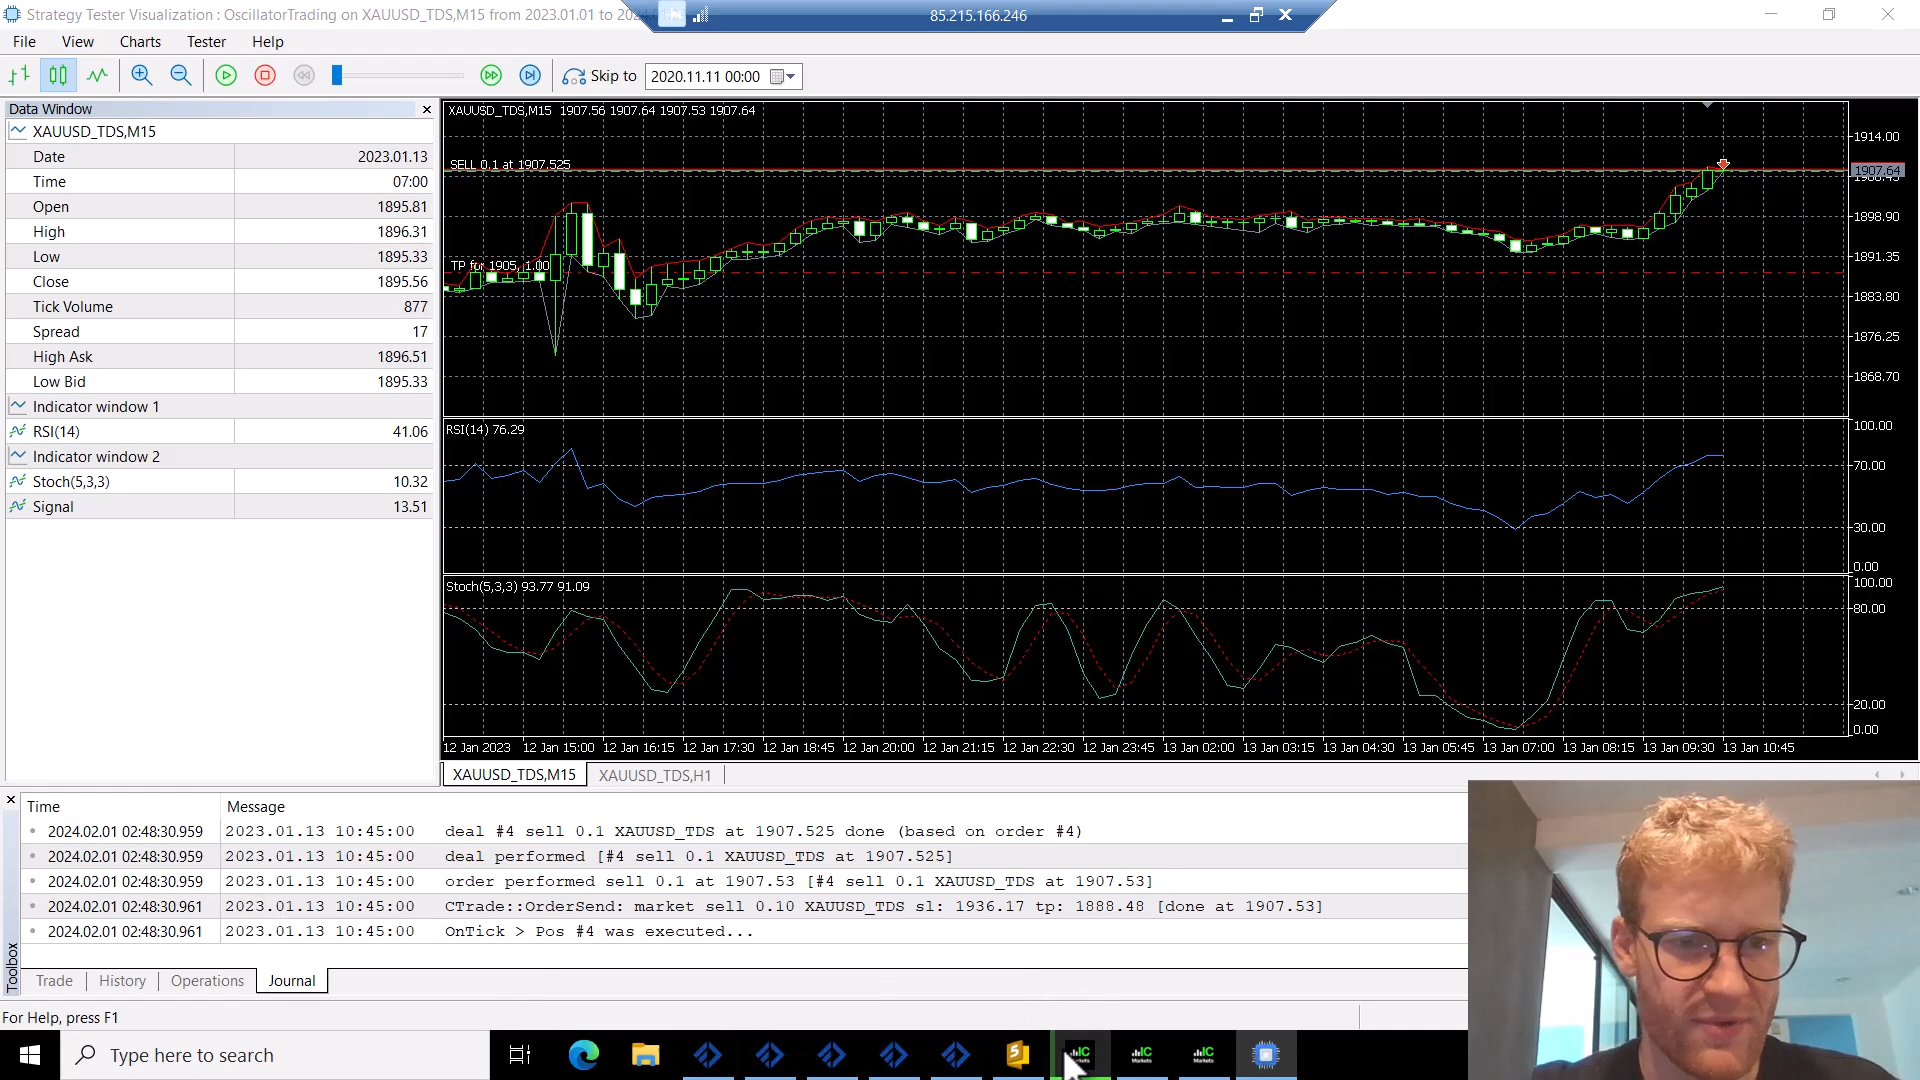 Strategy Tester Visualization : OscillatorTrading on XAUUSD_TDS,M15 from 2023.01.01 to
85.215.166.246
File View Charts Tester Help
Skip to 2020.11.11 00:00
Data Window
XAUUSD_TDS,M15
Date 2023.01.13
Time 07:00
Open 1895.81
High 1896.31
Low 1895.33
Close 1895.56
Tick Volume 877
Spread 17
High Ask 1896.51
Low Bid 1895.33
Indicator window 1
RSI(14) 41.06
Indicator window 2
Stoch(5,3,3) 10.32
Signal 13.51
XAUUSD_TDS,M15 1907.56 1907.64 1907.53 1907.64
SELL 0.1 at 1907.525
TP for 1905, 1.00
1914.00
1907.64
1898.90
1891.35
1883.80
1876.25
1868.70
RSI(14) 76.29
100.00
70.00
30.00
0.00
Stoch(5,3,3) 93.77 91.09
100.00
80.00
20.00
0.00
12 Jan 2023 12 Jan 15:00 12 Jan 16:15 12 Jan 17:30 12 Jan 18:45 12 Jan 20:00 12 Jan 21:15 12 Jan 22:30 12 Jan 23:45 13 Jan 02:00 13 Jan 03:15 13 Jan 04:30 13 Jan 05:45 13 Jan 07:00 13 Jan 08:15 13 Jan 09:30 13 Jan 10:45
XAUUSD_TDS,M15 XAUUSD_TDS,H1
Time Message
2024.02.01 02:48:30.959 2023.01.13 10:45:00 deal #4 sell 0.1 XAUUSD_TDS at 1907.525 done (based on order #4)
2024.02.01 02:48:30.959 2023.01.13 10:45:00 deal performed [#4 sell 0.1 XAUUSD_TDS at 1907.525]
2024.02.01 02:48:30.959 2023.01.13 10:45:00 order performed sell 0.1 at 1907.53 [#4 sell 0.1 XAUUSD_TDS at 1907.53]
2024.02.01 02:48:30.961 2023.01.13 10:45:00 CTrade::OrderSend: market sell 0.10 XAUUSD_TDS sl: 1936.17 tp: 1888.48 [done at 1907.53]
2024.02.01 02:48:30.961 2023.01.13 10:45:00 OnTick > Pos #4 was executed...
Toolbox
Trade History Operations Journal
For Help, press F1
Type here to search
5
IC
IC Markets
IC Markets